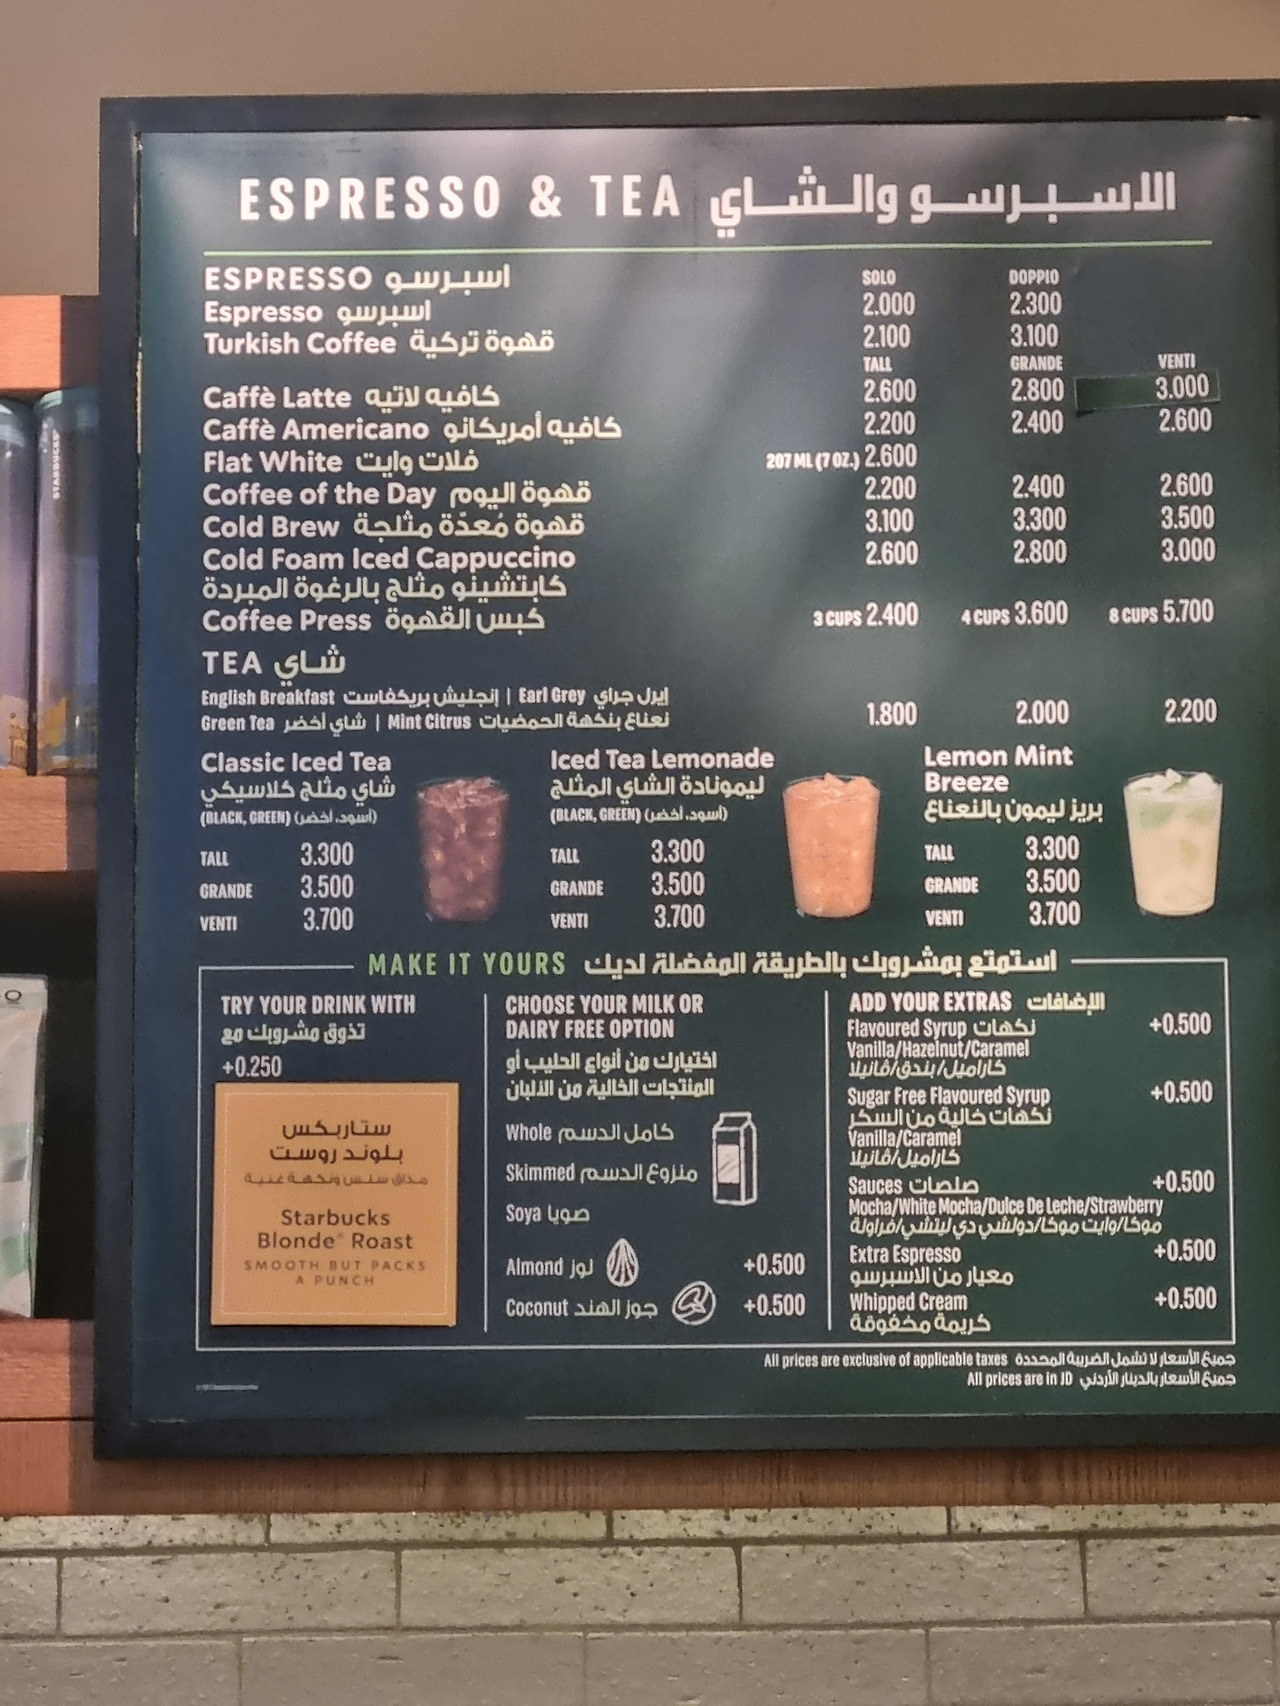 ESPRESSO & TEA الاسبرسو والشاي
ESPRESSO اسبرسو SOLO DOPPIO
Espresso اسبرسو 2.000 2.300
Turkish Coffee قهوة تركية 2.100 3.100
TALL GRANDE VENTI
Caffè Latte كافيه لاتيه 2.600 2.800 3.000
Caffè Americano كافيه أمريكانو 2.200 2.400 2.600
Flat White فلات وايت 207 ML (7 OZ.) 2.600
Coffee of the Day قهوة اليوم 2.200 2.400 2.600
Cold Brew قهوة مُعدّة مثلجة 3.100 3.300 3.500
Cold Foam Iced Cappuccino 2.600 2.800 3.000
كابتشينو مثلج بالرغوة المبردة
Coffee Press كبس القهوة 3 CUPS 2.400 4 CUPS 3.600 8 CUPS 5.700
TEA شاي
English Breakfast إنجليش بريكفاست | Earl Grey إيرل جراي
Green Tea شاي أخضر | Mint Citrus نعناع بنكهة الحمضيات 1.800 2.000 2.200
Classic Iced Tea
شاي مثلج كلاسيكي
(BLACK, GREEN) (أسود، أخضر)
TALL 3.300
GRANDE 3.500
VENTI 3.700
Iced Tea Lemonade
ليمونادة الشاي المثلج
(BLACK, GREEN) (أسود، أخضر)
TALL 3.300
GRANDE 3.500
VENTI 3.700
Lemon Mint
Breeze
بريز ليمون بالنعناع
TALL 3.300
GRANDE 3.500
VENTI 3.700
MAKE IT YOURS استمتع بمشروبك بالطريقة المفضلة لديك
TRY YOUR DRINK WITH
تذوق مشروبك مع
+0.250
ستاربكس
بلوند روست
مذاق سلس ونكهة غنية
Starbucks
Blonde® Roast
SMOOTH BUT PACKS
A PUNCH
CHOOSE YOUR MILK OR
DAIRY FREE OPTION
اختيارك من أنواع الحليب أو
المنتجات الخالية من الألبان
Whole كامل الدسم
Skimmed منزوع الدسم
Soya صويا
Almond لوز +0.500
Coconut جوز الهند +0.500
ADD YOUR EXTRAS الإضافات
Flavoured Syrup نكهات +0.500
Vanilla/Hazelnut/Caramel
كاراميل/بندق/ڤانيلا
Sugar Free Flavoured Syrup +0.500
نكهات خالية من السكر
Vanilla/Caramel
كاراميل/ڤانيلا
Sauces صلصات +0.500
Mocha/White Mocha/Dulce De Leche/Strawberry
موكا/وايت موكا/دولشي دي ليتشي/فراولة
Extra Espresso +0.500
معيار من الاسبرسو
Whipped Cream +0.500
كريمة مخفوقة
All prices are exclusive of applicable taxes جميع الأسعار لا تشمل الضريبة المحددة
All prices are in JD جميع الأسعار بالدينار الأردني
STARBUCKS